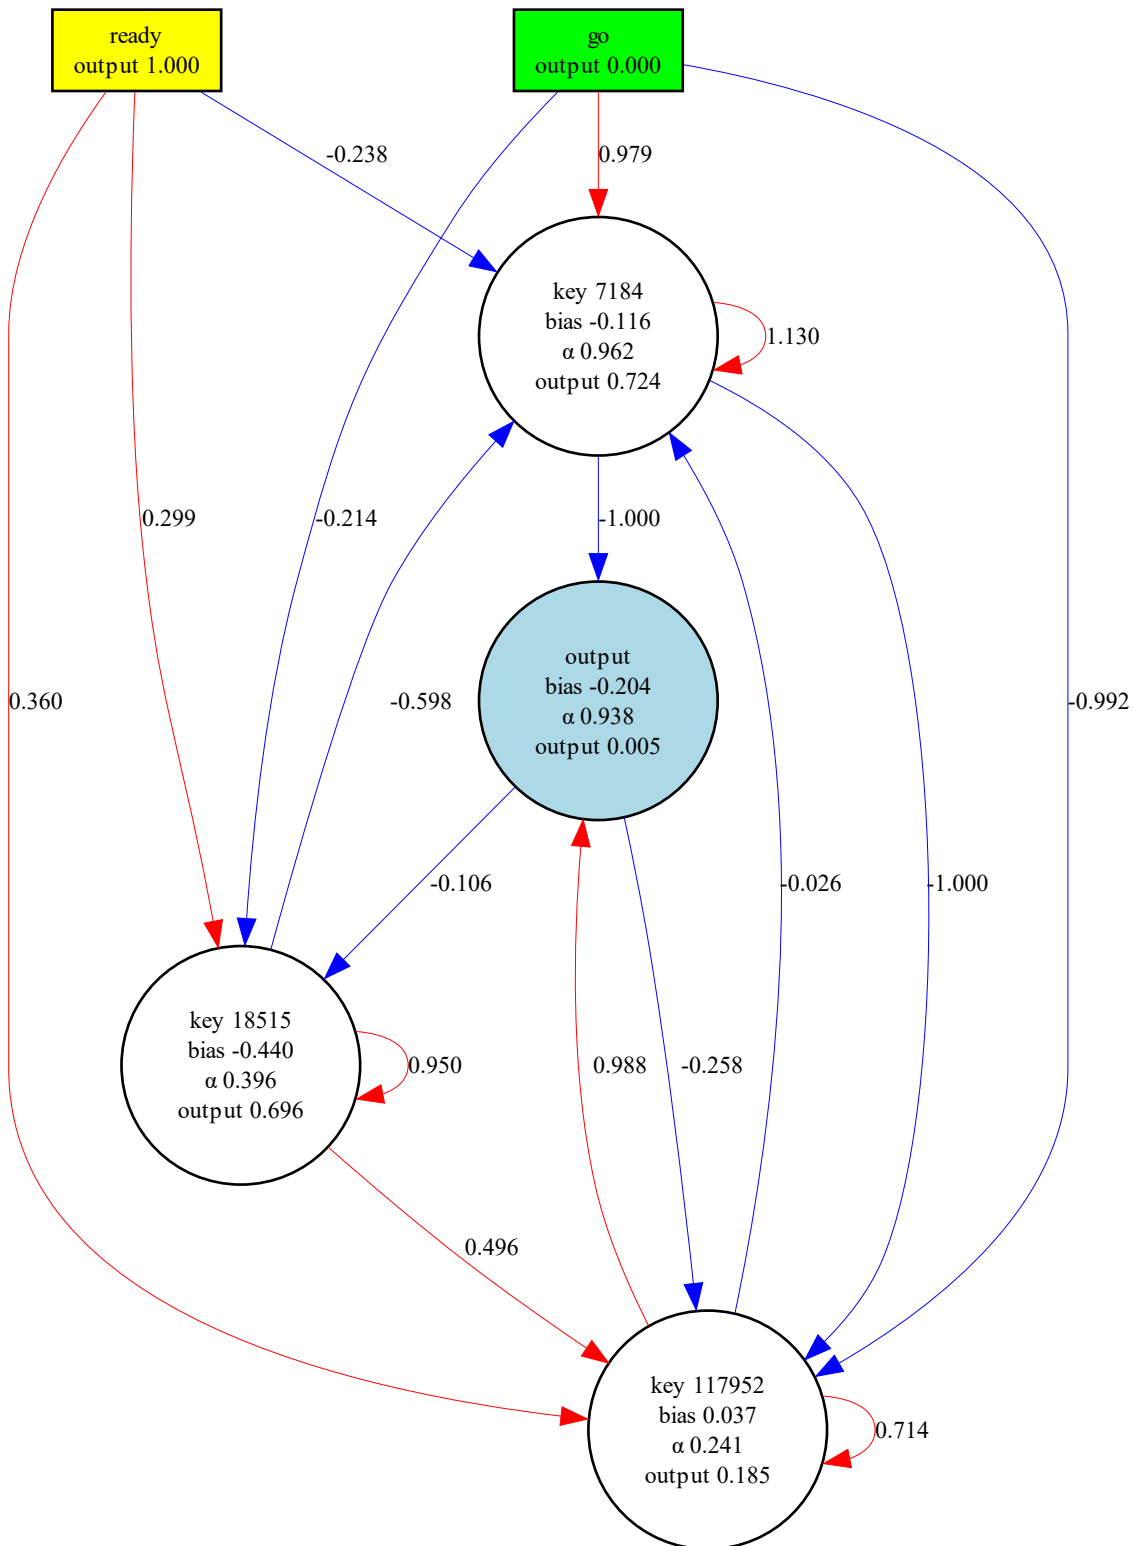 ready
output 1.000
go
output 0.000
-0.238
0.979
key 7184
bias -0.116
α 0.962
output 0.724
1.130
0.299
-0.214
-1.000
output
bias -0.204
α 0.938
output 0.005
0.360
-0.598
-0.992
-0.106
-0.026
-1.000
key 18515
bias -0.440
α 0.396
output 0.696
0.950
0.988
-0.258
0.496
key 117952
bias 0.037
α 0.241
output 0.185
0.714